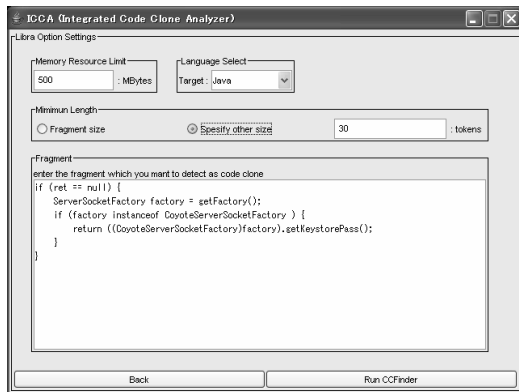 ICCA (Integrated Code Clone Analyzer)
Libra Option Settings
Memory Resource Limit
Language Select
500 : MBytes
Target : Java
Minimun Length
Fragment size
Spesify other size
30 : tokens
Fragment
enter the fragment which you mant to detect as code clone
if (ret == null) {
    ServerSocketFactory factory = getFactory();
    if (factory instanceof CoyoteServerSocketFactory ) {
        return ((CoyoteServerSocketFactory)factory).getKeystorePass();
    }
}
Back
Run CCFinder